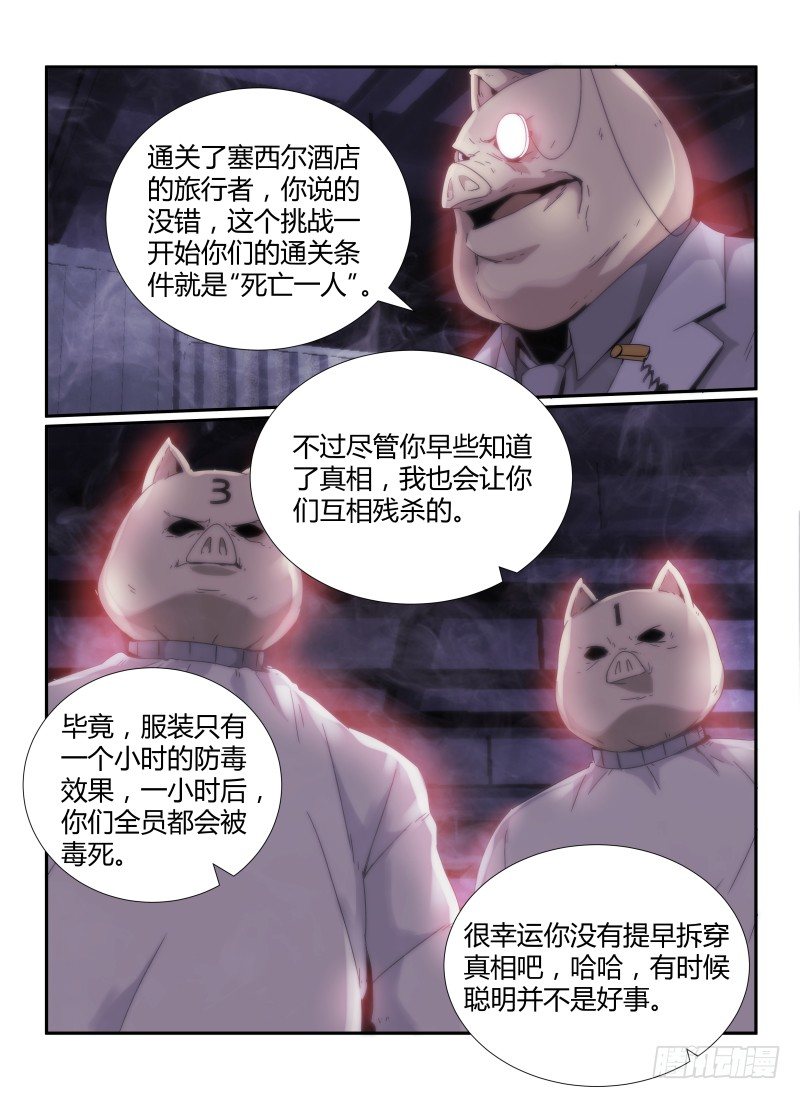 通关了塞西尔酒店
的旅行者，你说的
没错，这个挑战一
开始你们的通关条
件就是“死亡一人”。
不过尽管你早些知道
了真相，我也会让你
们互相残杀的。
3
1
毕竟，服装只有
一个小时的防毒
效果，一小时后，
你们全员都会被
毒死。
很幸运你没有提早拆穿
真相吧，哈哈，有时候
聪明并不是好事。
腾讯动漫